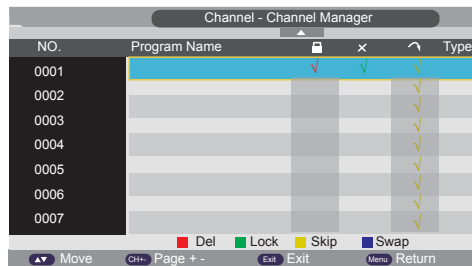 Channel - Channel Manager
NO. Program Name Type
0001 √ √ √
0002 √
0003 √
0004 √
0005 √
0006 √
0007 √
Del Lock Skip Swap
▲▼ Move CH+- Page + - Exit Exit Menu Return